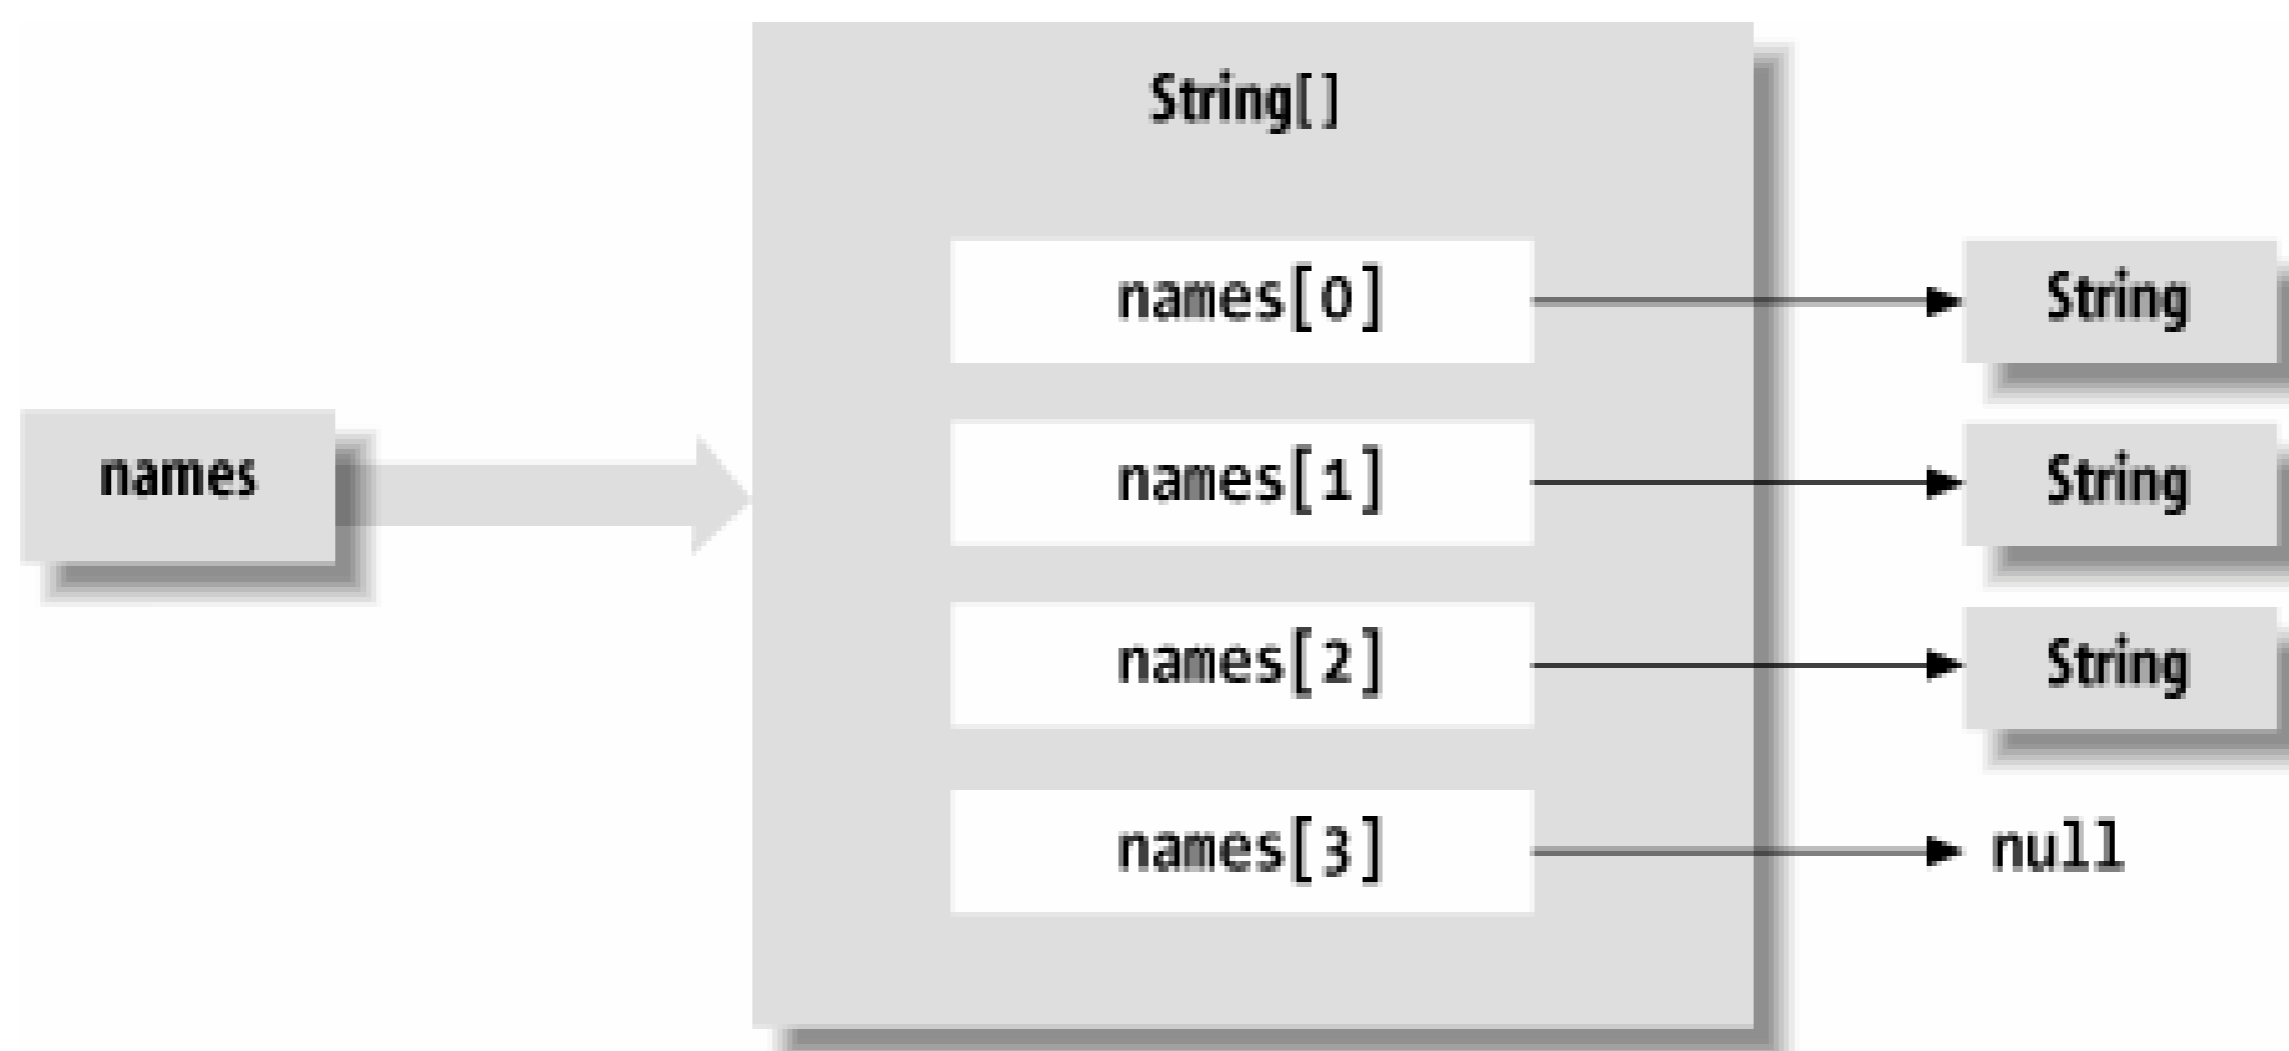 String[]
names[0]
String
names
names[1]
String
names[2]
String
names[3]
null